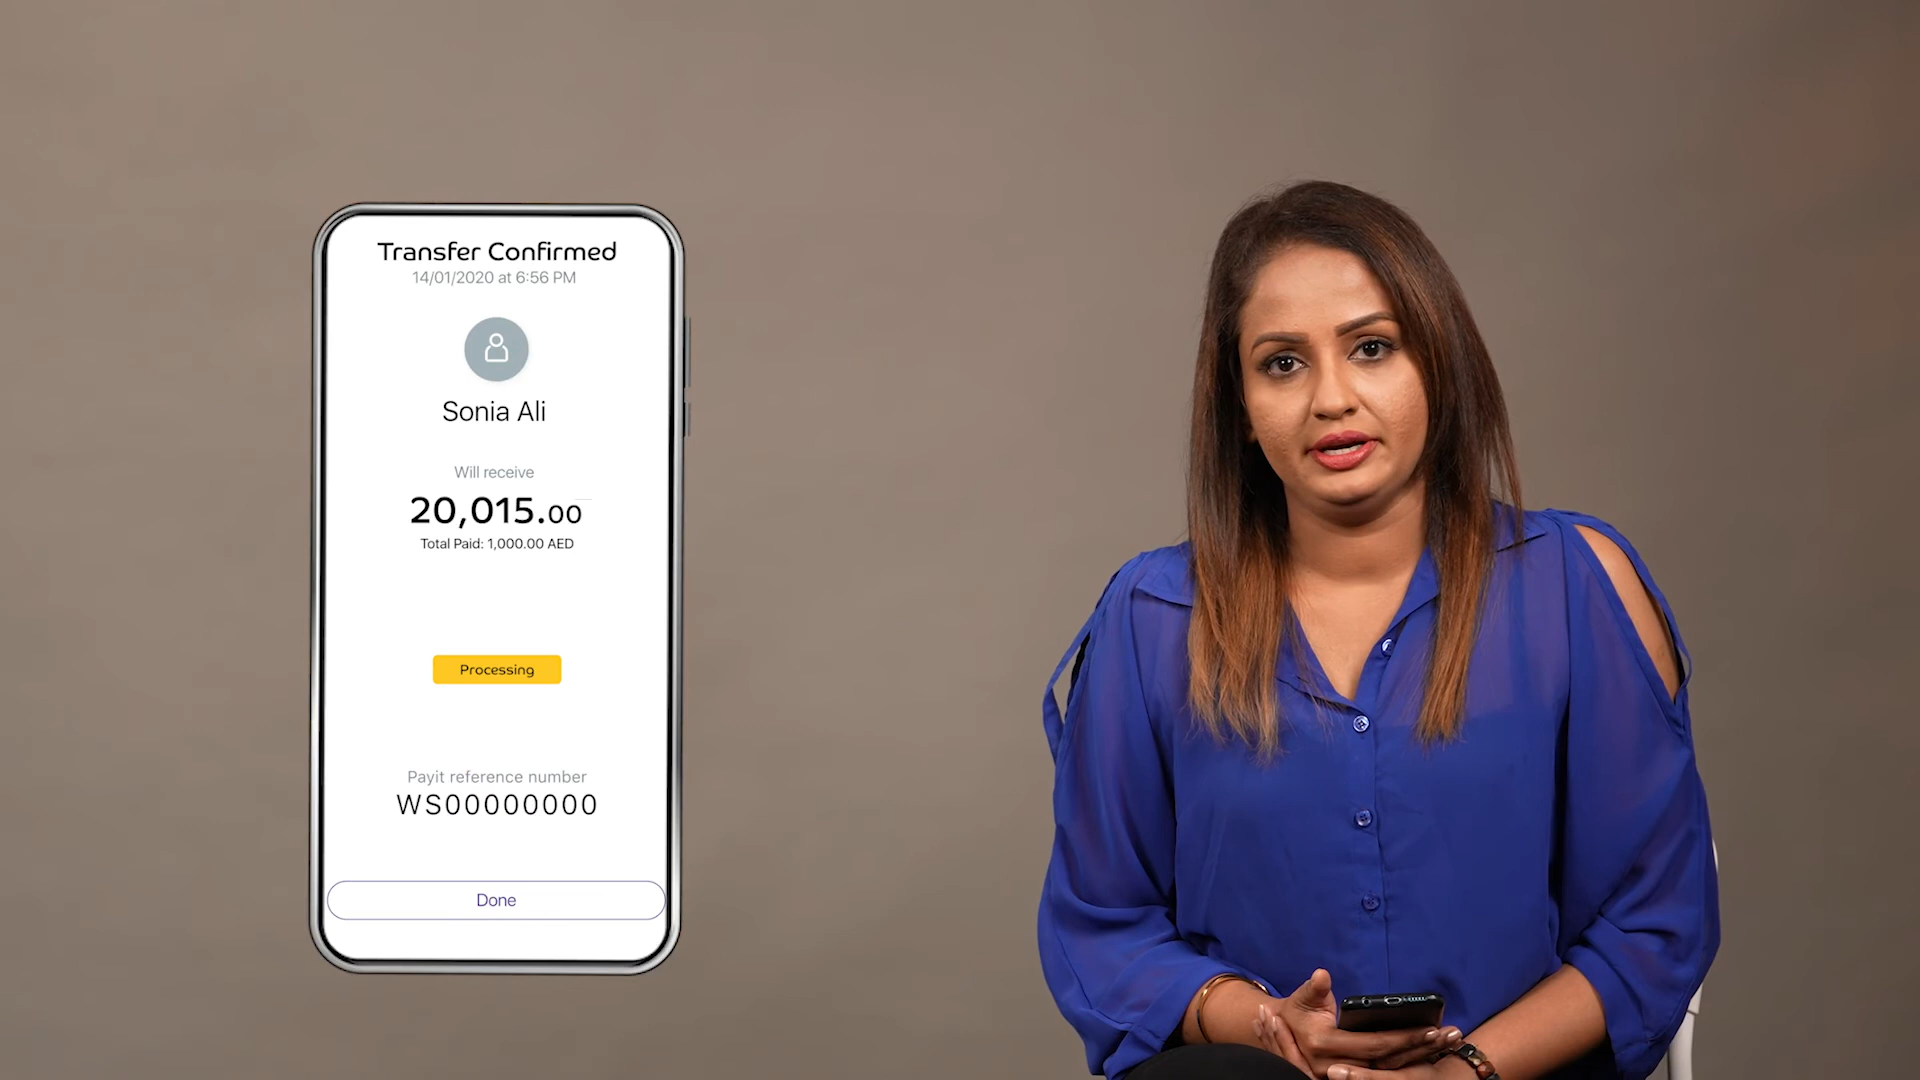 Transfer Confirmed
14/01/2020 at 6:56 PM
Sonia Ali
Will receive
20,015.00
Total Paid: 1,000.00 AED
Processing
Payit reference number
WS00000000
Done